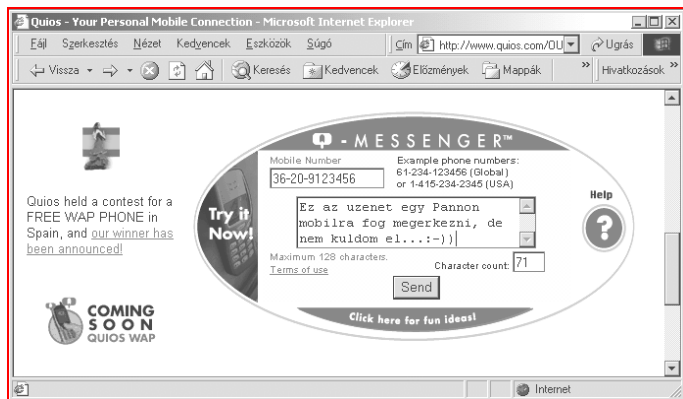 Quios - Your Personal Mobile Connection - Microsoft Internet Explorer
Fájl Szerkesztés Nézet Kedvencek Eszközök Súgó Cím http://www.quios.com/OU Ugrás
Vissza Keresés Kedvencek Előzmények Mappák » Hivatkozások »
Q - MESSENGER™
Mobile Number
36-20-9123456
Example phone numbers:
61-234-123456 (Global)
or 1-415-234-2345 (USA)
Quios held a contest for a
FREE WAP PHONE in
Spain, and our winner has
been announced!
Try it
Now!
Ez az uzenet egy Pannon
mobilra fog megerkezni, de
nem kuldom el...:-))
Help
?
Maximum 128 characters.
Terms of use
Character count: 71
Send
COMING
SOON
QUIOS WAP
Click here for fun ideas!
Internet